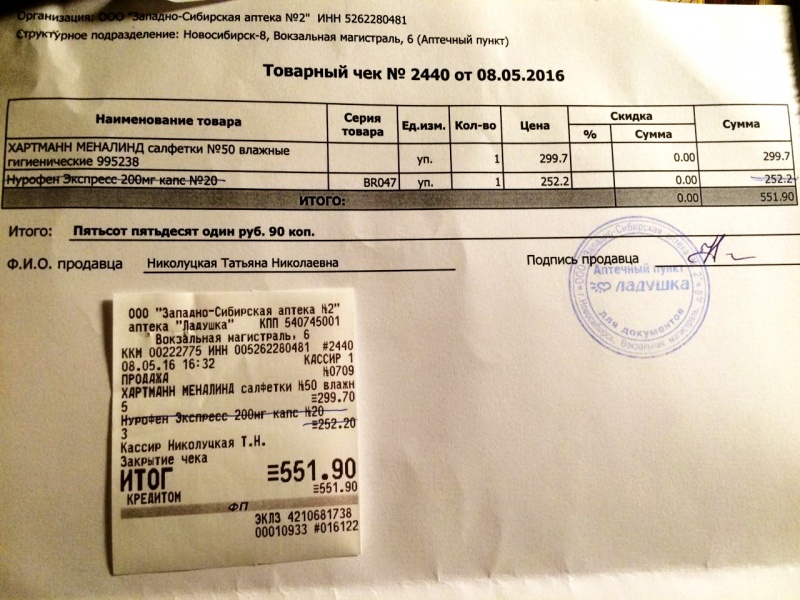 Организация: ООО "Западно-Сибирская аптека №2" ИНН 5262280481
Структурное подразделение: Новосибирск-8, Вокзальная магистраль, 6 (Аптечный пункт)
Товарный чек № 2440 от 08.05.2016
Наименование товара Серия товара Ед.изм. Кол-во Цена Скидка % Сумма Сумма
ХАРТМАНН МЕНАЛИНД салфетки №50 влажные
гигиенические 995238 уп. 1 299.7 0.00 299.7
Нурофен Экспресс 200мг капс №20 BR047 уп. 1 252.2 0.00 252.2
ИТОГО: 0.00 551.90
Итого: Пятьсот пятьдесят один руб. 90 коп.
Ф.И.О. продавца Николуцкая Татьяна Николаевна Подпись продавца
Аптечный пункт
ладушка
для документов
ООО "Западно-Сибирская аптека №2"
аптека "Ладушка" КПП 540745001
Вокзальная магистраль, 6
ККМ 00222775 ИНН 005262280481 #2440
08.05.16 16:32 КАССИР 1
ПРОДАЖА №0709
ХАРТМАНН МЕНАЛИНД салфетки №50 влажн
5 ≡299.70
Нурофен Экспресс 200мг капс №20
3 ≡252.20
Кассир Николуцкая Т.Н.
Закрытие чека
ИТОГ ≡551.90
КРЕДИТОМ ≡551.90
ФП
ЭКЛЗ 4210681738
00010933 #016122